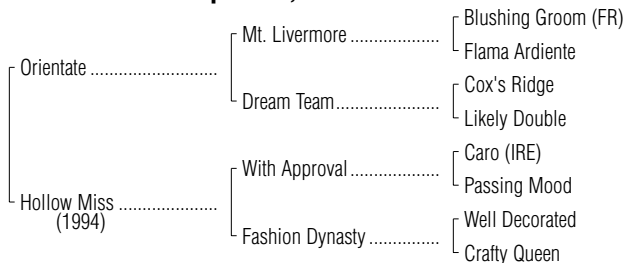 Blushing Groom (FR)
Mt. Livermore ....................
Flama Ardiente
Orientate .............................
Cox's Ridge
Dream Team .......................
Likely Double
Caro (IRE)
With Approval ....................
Passing Mood
Hollow Miss ......................
(1994)
Well Decorated
Fashion Dynasty ................
Crafty Queen